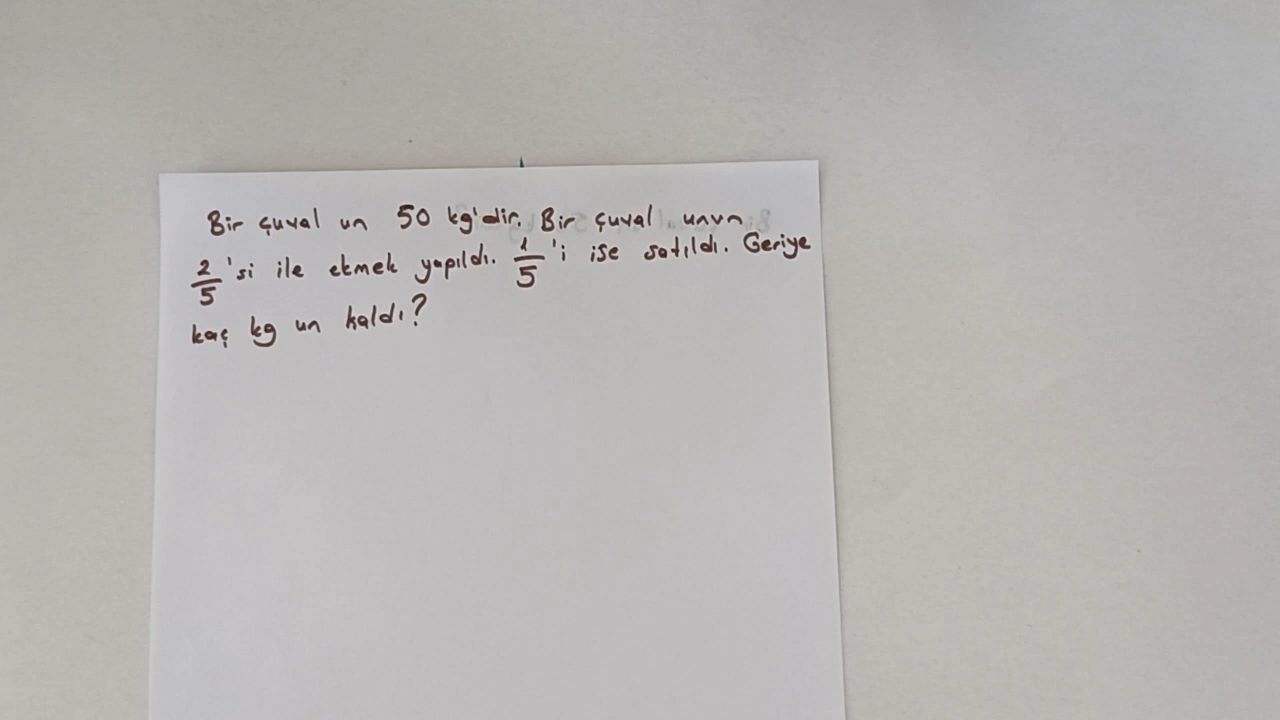 Bir çuval un 50 kg'dir. Bir çuval unun
2/5 'si ile ekmek yapıldı. 1/5 'i ise satıldı. Geriye
kaç kg un kaldı?